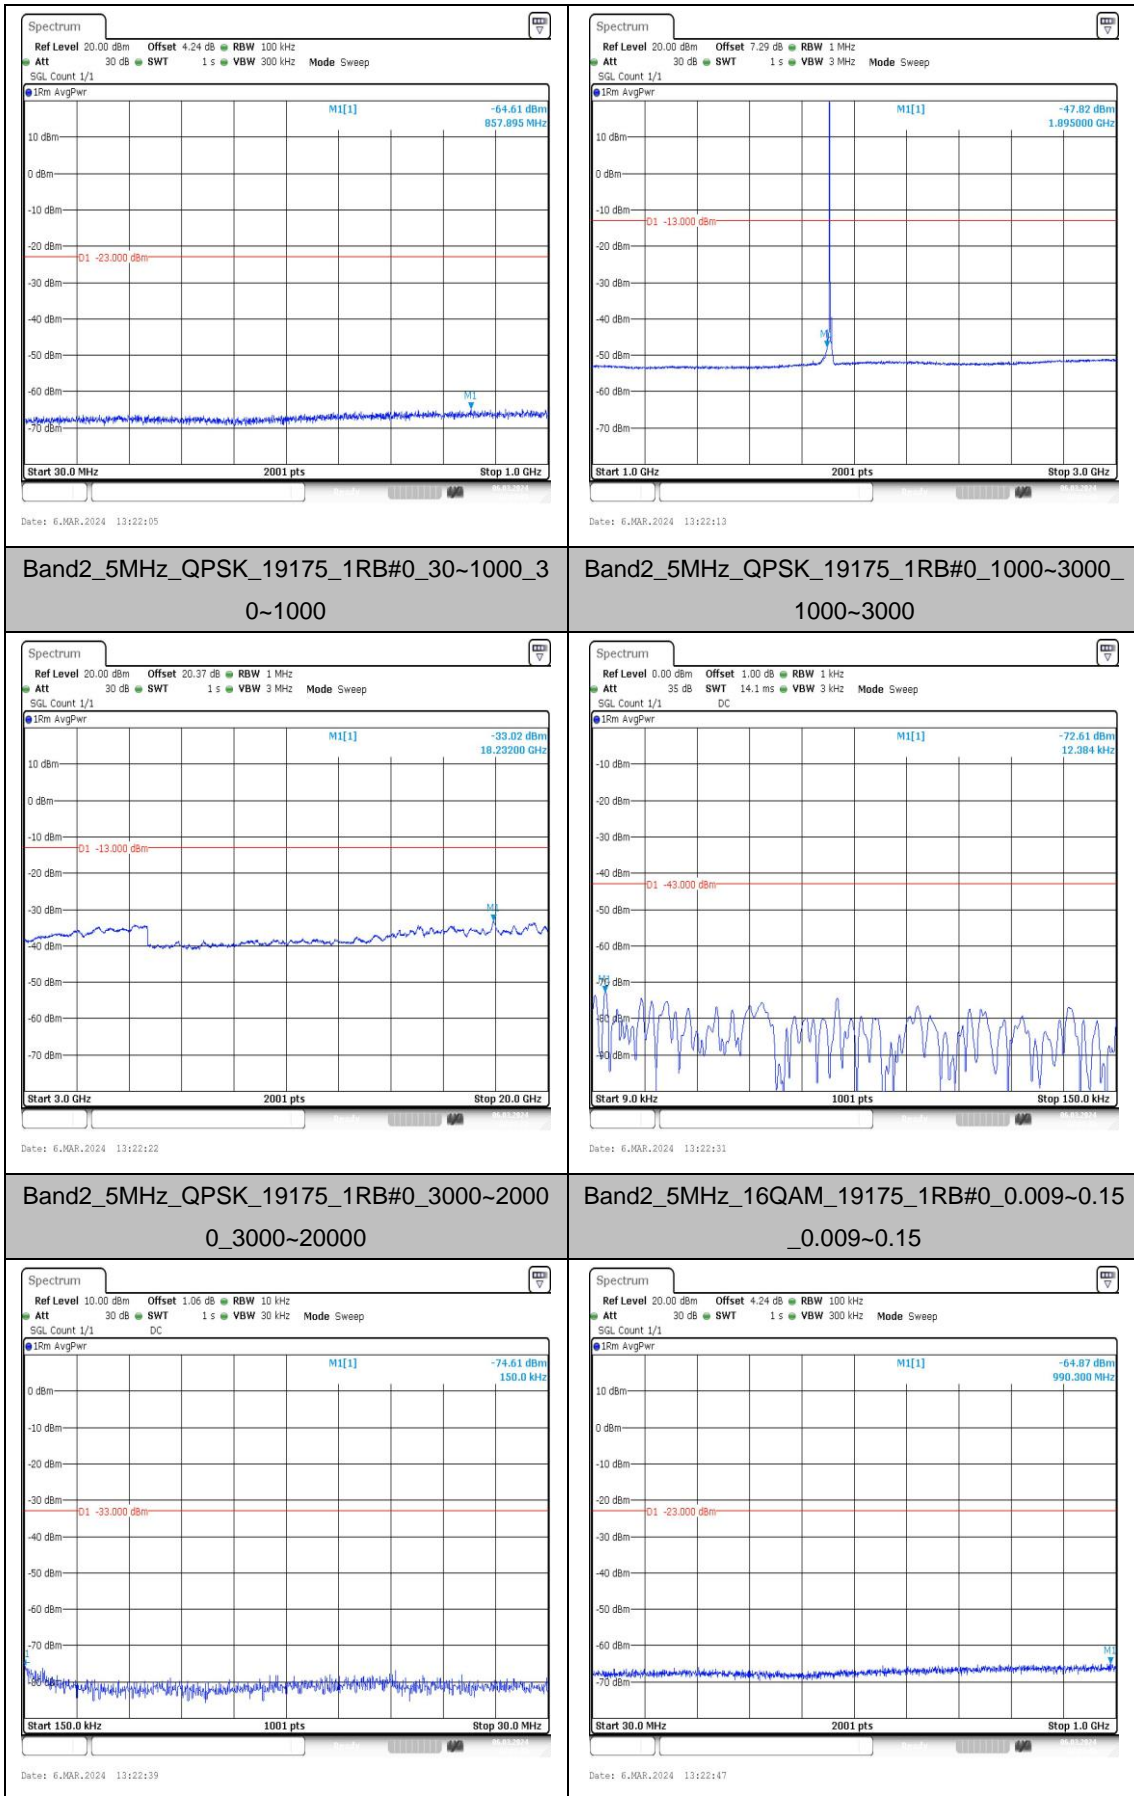 Spectrum
Ref Level 20.00 dBm Offset 4.24 dB RBW 100 kHz
Att 30 dB SWT 1 s VBW 300 kHz Mode Sweep
SGL Count 1/1
1Rm AvgPwr
M1[1] -64.61 dBm
857.895 MHz
10 dBm
0 dBm
-10 dBm
-20 dBm
D1 -23.000 dBm
-30 dBm
-40 dBm
-50 dBm
-60 dBm
M1
-70 dBm
Start 30.0 MHz 2001 pts Stop 1.0 GHz
Date: 6.MAR.2024 13:22:05
Spectrum
Ref Level 20.00 dBm Offset 7.29 dB RBW 1 MHz
Att 30 dB SWT 1 s VBW 3 MHz Mode Sweep
SGL Count 1/1
1Rm AvgPwr
M1[1] -47.82 dBm
1.895000 GHz
10 dBm
0 dBm
-10 dBm
D1 -13.000 dBm
-20 dBm
-30 dBm
-40 dBm
-50 dBm
-60 dBm
-70 dBm
Start 1.0 GHz 2001 pts Stop 3.0 GHz
Date: 6.MAR.2024 13:22:13
Band2_5MHz_QPSK_19175_1RB#0_30~1000_3
0~1000
Band2_5MHz_QPSK_19175_1RB#0_1000~3000_
1000~3000
Spectrum
Ref Level 20.00 dBm Offset 20.37 dB RBW 1 MHz
Att 30 dB SWT 1 s VBW 3 MHz Mode Sweep
SGL Count 1/1
1Rm AvgPwr
M1[1] -33.02 dBm
18.23200 GHz
10 dBm
0 dBm
-10 dBm
D1 -13.000 dBm
-20 dBm
-30 dBm
M1
-40 dBm
-50 dBm
-60 dBm
-70 dBm
Start 3.0 GHz 2001 pts Stop 20.0 GHz
Date: 6.MAR.2024 13:22:22
Spectrum
Ref Level 0.00 dBm Offset 1.00 dB RBW 1 kHz
Att 35 dB SWT 14.1 ms VBW 3 kHz Mode Sweep
SGL Count 1/1 DC
1Rm AvgPwr
M1[1] -72.61 dBm
12.384 kHz
-10 dBm
-20 dBm
-30 dBm
-40 dBm
D1 -43.000 dBm
-50 dBm
-60 dBm
-70 dBm
-80 dBm
-90 dBm
Start 9.0 kHz 1001 pts Stop 150.0 kHz
Date: 6.MAR.2024 13:22:31
Band2_5MHz_QPSK_19175_1RB#0_3000~2000
0_3000~20000
Band2_5MHz_16QAM_19175_1RB#0_0.009~0.15
_0.009~0.15
Spectrum
Ref Level 10.00 dBm Offset 1.06 dB RBW 10 kHz
Att 30 dB SWT 1 s VBW 30 kHz Mode Sweep
SGL Count 1/1 DC
1Rm AvgPwr
M1[1] -74.61 dBm
150.0 kHz
0 dBm
-10 dBm
-20 dBm
-30 dBm
D1 -33.000 dBm
-40 dBm
-50 dBm
-60 dBm
-70 dBm
-80 dBm
Start 150.0 kHz 1001 pts Stop 30.0 MHz
Date: 6.MAR.2024 13:22:39
Spectrum
Ref Level 20.00 dBm Offset 4.24 dB RBW 100 kHz
Att 30 dB SWT 1 s VBW 300 kHz Mode Sweep
SGL Count 1/1
1Rm AvgPwr
M1[1] -64.87 dBm
990.300 MHz
10 dBm
0 dBm
-10 dBm
-20 dBm
D1 -23.000 dBm
-30 dBm
-40 dBm
-50 dBm
-60 dBm
M1
-70 dBm
Start 30.0 MHz 2001 pts Stop 1.0 GHz
Date: 6.MAR.2024 13:22:47